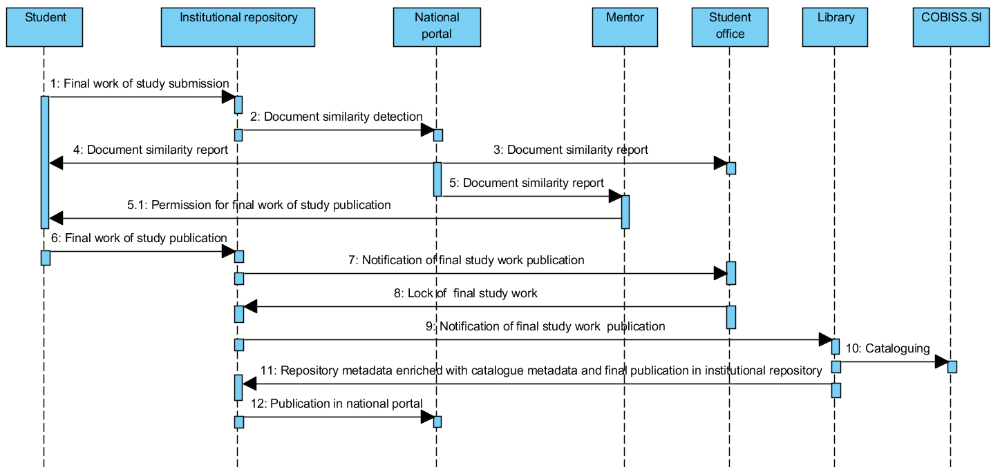 Student
Institutional repository
National
portal
Mentor
Student
office
Library
COBISS.SI
1: Final work of study submission
2: Document similarity detection
4: Document similarity report
3: Document similarity report
5: Document similarity report
5.1: Permission for final work of study publication
6: Final work of study publication
7: Notification of final study work publication
8: Lock of  final study work
9: Notification of final study work  publication
10: Cataloguing
11: Repository metadata enriched with catalogue metadata and final publication in institutional repository
12: Publication in national portal